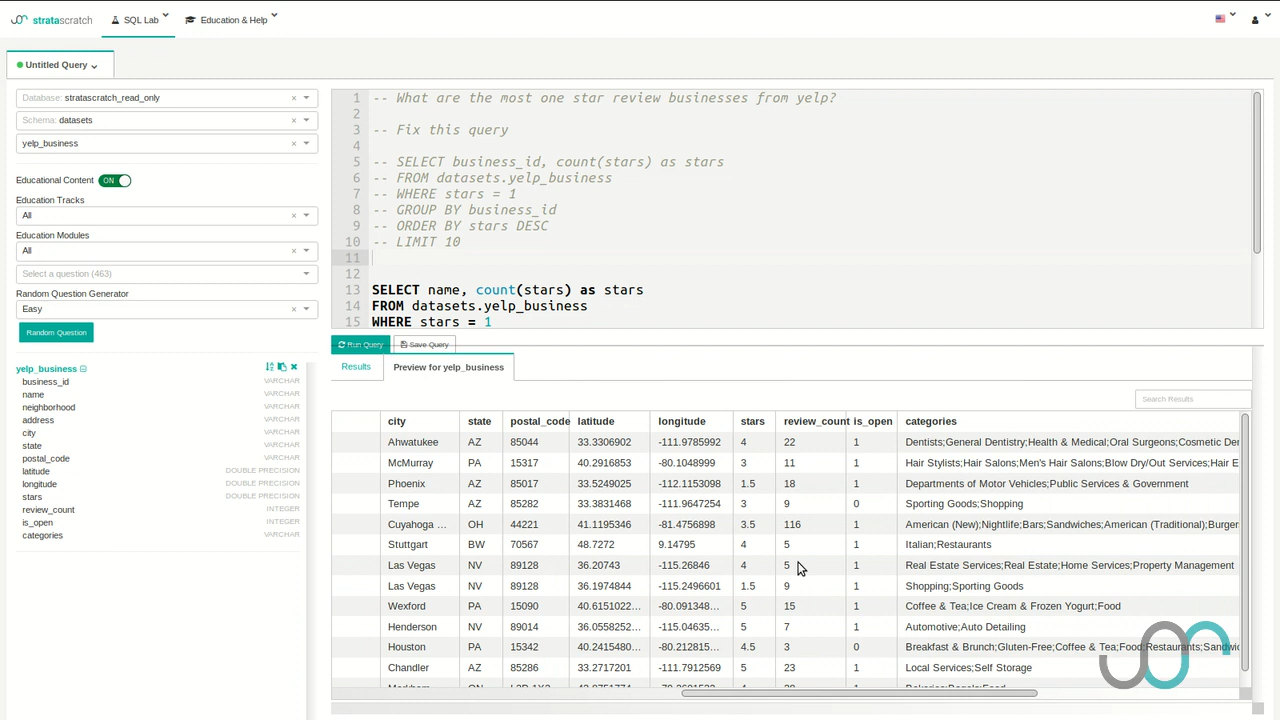 stratascratch SQL Lab Education & Help
Untitled Query
Database: stratascratch_read_only
Schema: datasets
yelp_business
Educational Content ON
Education Tracks
All
Education Modules
All
Select a question (463)
Random Question Generator
Easy
Random Question
yelp_business
business_id VARCHAR
name VARCHAR
neighborhood VARCHAR
address VARCHAR
city VARCHAR
state VARCHAR
postal_code VARCHAR
latitude DOUBLE PRECISION
longitude DOUBLE PRECISION
stars DOUBLE PRECISION
review_count INTEGER
is_open INTEGER
categories VARCHAR
1 -- What are the most one star review businesses from yelp?
2
3 -- Fix this query
4
5 -- SELECT business_id, count(stars) as stars
6 -- FROM datasets.yelp_business
7 -- WHERE stars = 1
8 -- GROUP BY business_id
9 -- ORDER BY stars DESC
10 -- LIMIT 10
11
12
13 SELECT name, count(stars) as stars
14 FROM datasets.yelp_business
15 WHERE stars = 1
Run Query Save Query
Results Preview for yelp_business
Search Results
city state postal_code latitude longitude stars review_count is_open categories
Ahwatukee AZ 85044 33.3306902 -111.9785992 4 22 1 Dentists;General Dentistry;Health & Medical;Oral Surgeons;Cosmetic Der
McMurray PA 15317 40.2916853 -80.1048999 3 11 1 Hair Stylists;Hair Salons;Men's Hair Salons;Blow Dry/Out Services;Hair E
Phoenix AZ 85017 33.5249025 -112.1153098 1.5 18 1 Departments of Motor Vehicles;Public Services & Government
Tempe AZ 85282 33.3831468 -111.9647254 3 9 0 Sporting Goods;Shopping
Cuyahoga ... OH 44221 41.1195346 -81.4756898 3.5 116 1 American (New);Nightlife;Bars;Sandwiches;American (Traditional);Burger
Stuttgart BW 70567 48.7272 9.14795 4 5 1 Italian;Restaurants
Las Vegas NV 89128 36.20743 -115.26846 4 5 1 Real Estate Services;Real Estate;Home Services;Property Management
Las Vegas NV 89128 36.1974844 -115.2496601 1.5 9 1 Shopping;Sporting Goods
Wexford PA 15090 40.6151022... -80.091348... 5 15 1 Coffee & Tea;Ice Cream & Frozen Yogurt;Food
Henderson NV 89014 36.0558252... -115.04635... 5 7 1 Automotive;Auto Detailing
Houston PA 15342 40.2415480... -80.212815... 4.5 3 0 Breakfast & Brunch;Gluten-Free;Coffee & Tea;Food;Restaurants;Sandwic
Chandler AZ 85286 33.2717201 -111.7912569 5 23 1 Local Services;Self Storage